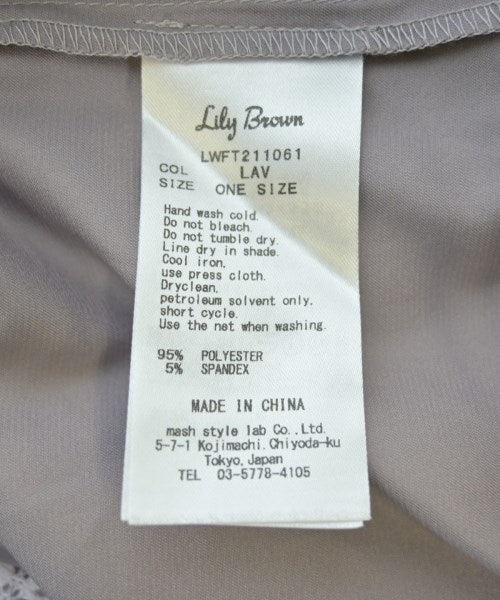 Lily Brown
LWFT211061
COL LAV
SIZE ONE SIZE
Hand wash cold.
Do not bleach.
Do not tumble dry.
Line dry in shade.
Cool iron.
use press cloth.
Dryclean.
petroleum solvent only.
short cycle.
Use the net when washing.
95% POLYESTER
5% SPANDEX
MADE IN CHINA
mash style lab Co.,Ltd.
5-7-1 Kojimachi.Chiyoda-ku
Tokyo,Japan
TEL 03-5778-4105